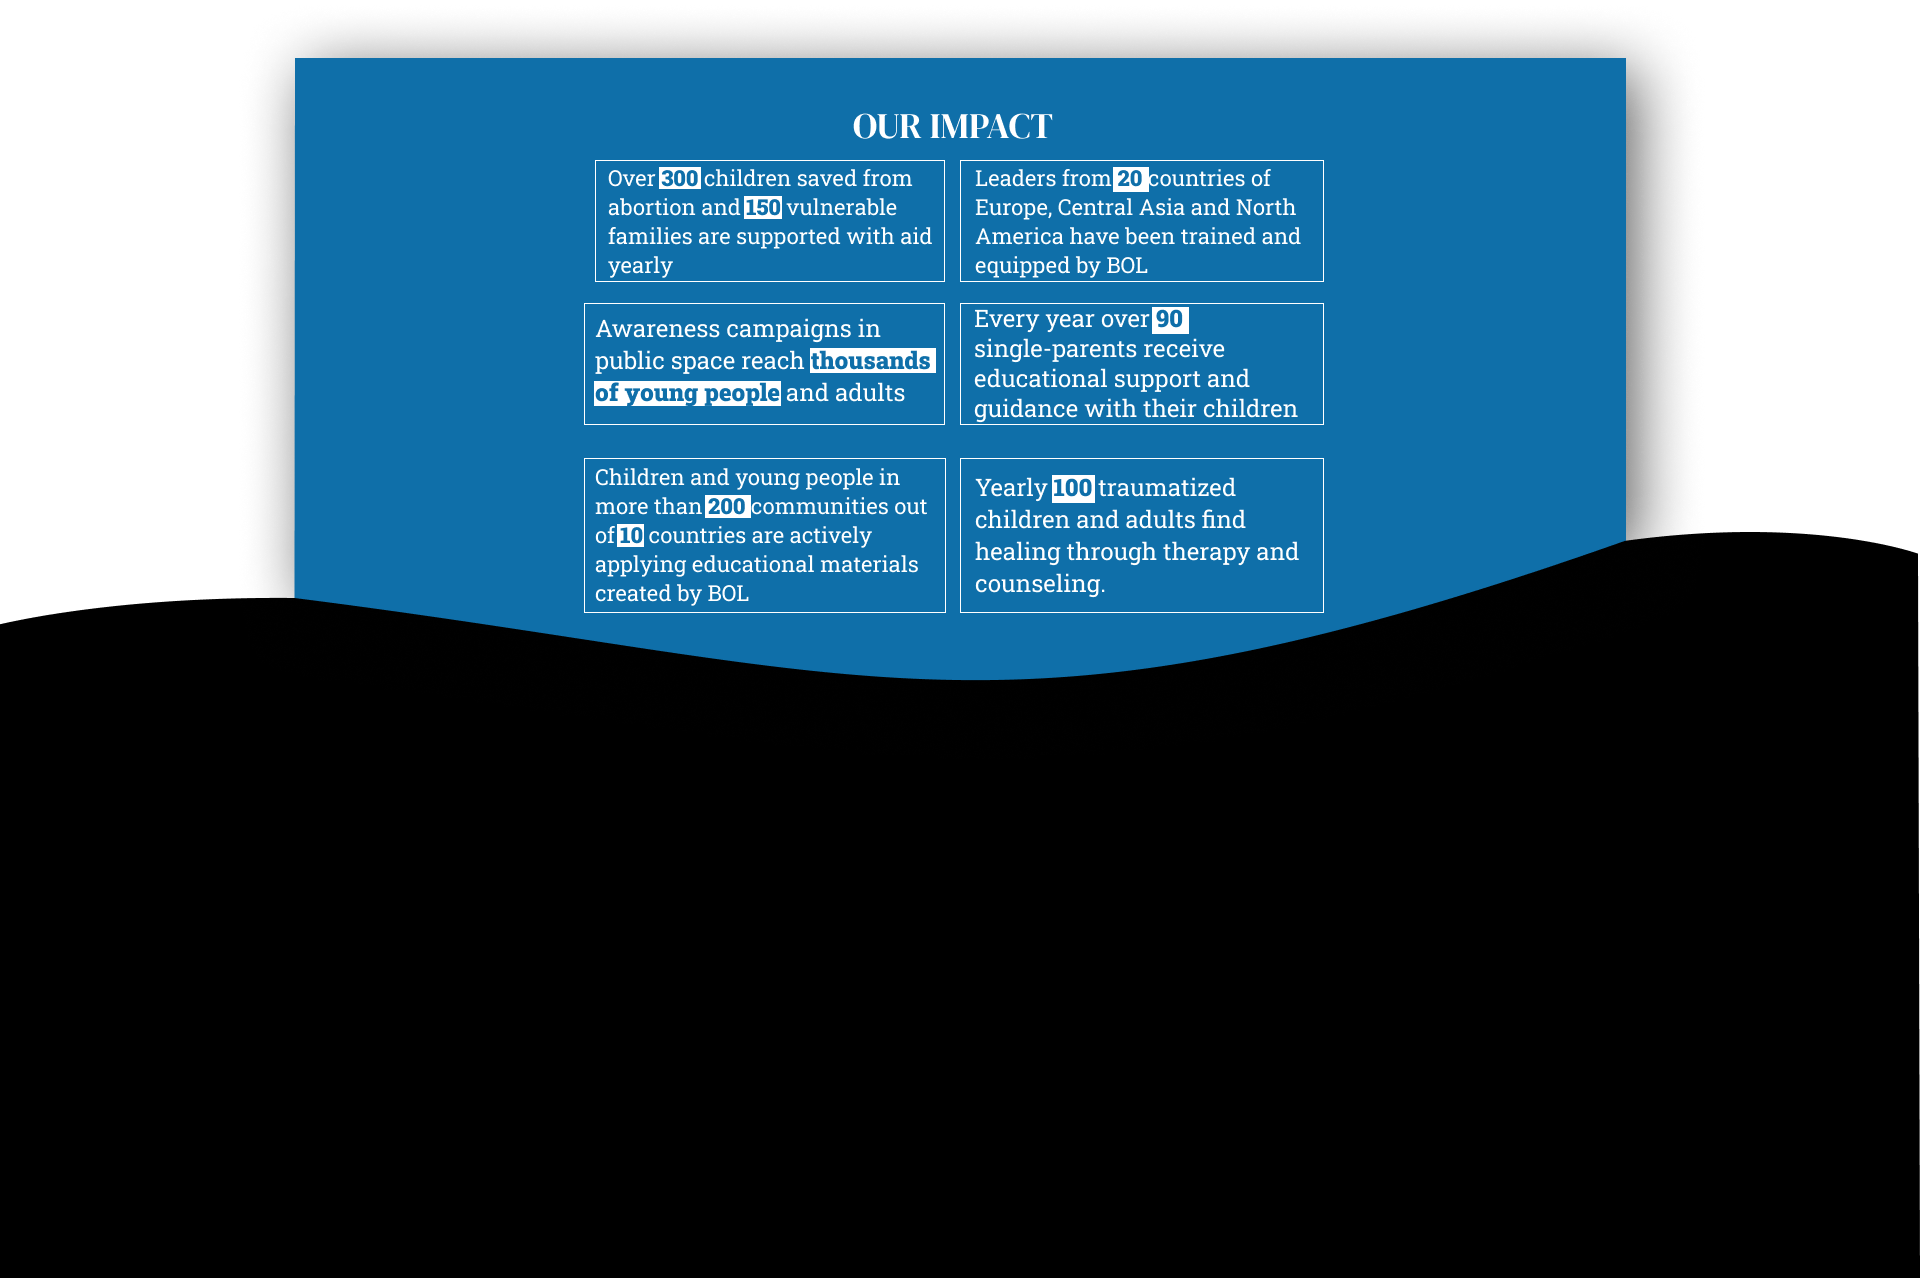 OUR IMPACT
Over 300 children saved from
abortion and 150 vulnerable
families are supported with aid
yearly
Leaders from 20 countries of
Europe, Central Asia and North
America have been trained and
equipped by BOL
Awareness campaigns in
public space reach thousands
of young people and adults
Every year over 90
single-parents receive
educational support and
guidance with their children
Children and young people in
more than 200 communities out
of 10 countries are actively
applying educational materials
created by BOL
Yearly 100 traumatized
children and adults find
healing through therapy and
counseling.